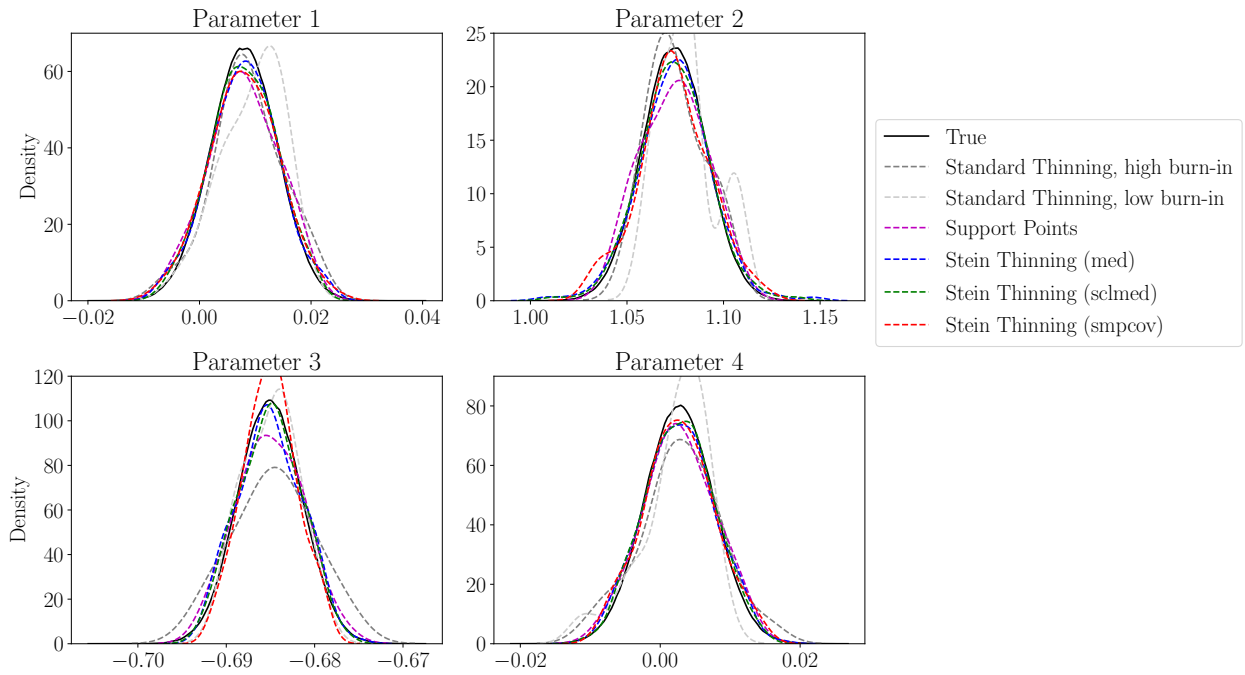 Parameter 1
Parameter 2
Density
60
40
20
0
−0.02
0.00
0.02
0.04
25
20
15
10
5
0
1.00
1.05
1.10
1.15
True
Standard Thinning, high burn-in
Standard Thinning, low burn-in
Support Points
Stein Thinning (med)
Stein Thinning (sclmed)
Stein Thinning (smpcov)
Parameter 3
Parameter 4
Density
120
100
80
60
40
20
0
−0.70
−0.69
−0.68
−0.67
80
60
40
20
0
−0.02
0.00
0.02